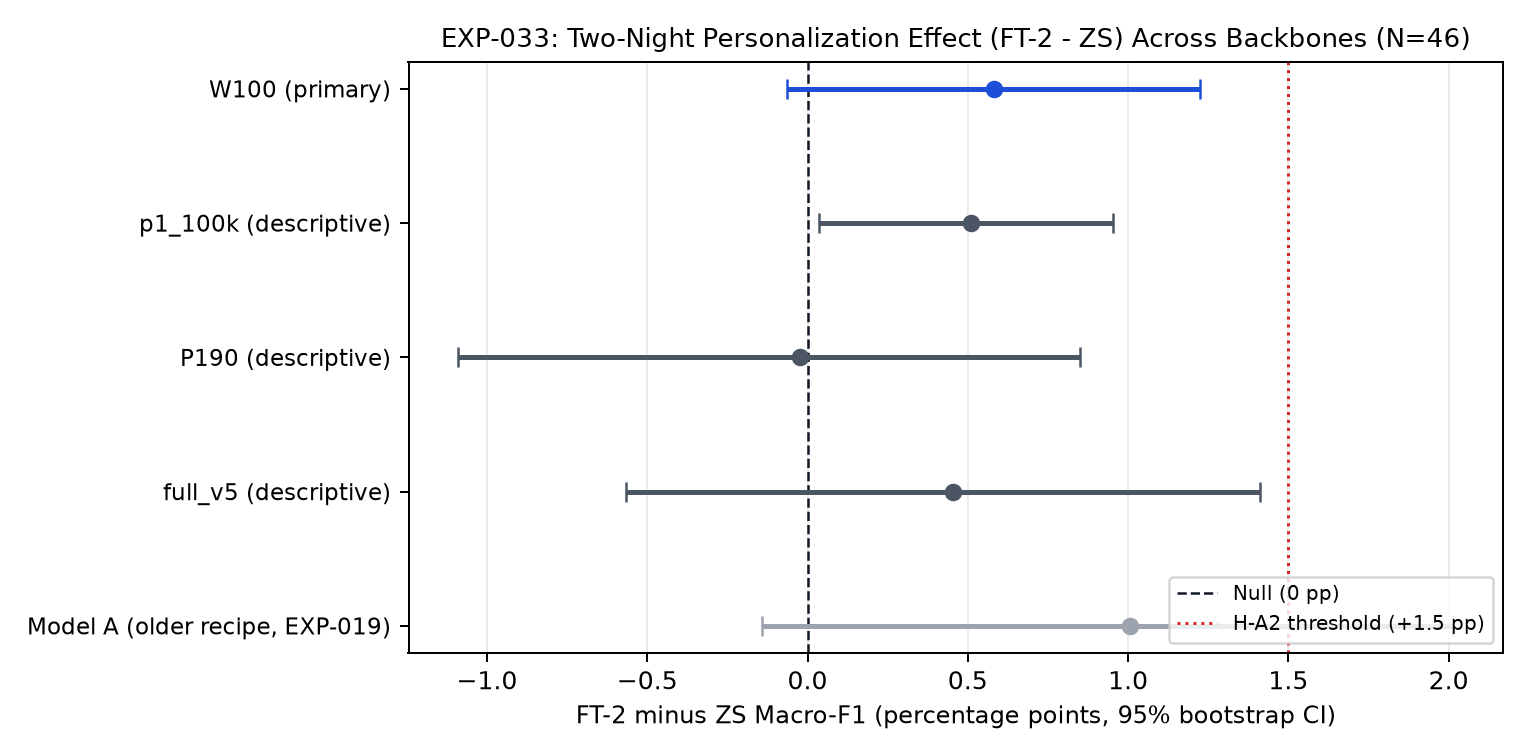 EXP-033: Two-Night Personalization Effect (FT-2 - ZS) Across Backbones (N=46)
W100 (primary)
p1_100k (descriptive)
P190 (descriptive)
full_v5 (descriptive)
Model A (older recipe, EXP-019)
Null (0 pp)
H-A2 threshold (+1.5 pp)
−1.0 −0.5 0.0 0.5 1.0 1.5 2.0
FT-2 minus ZS Macro-F1 (percentage points, 95% bootstrap CI)